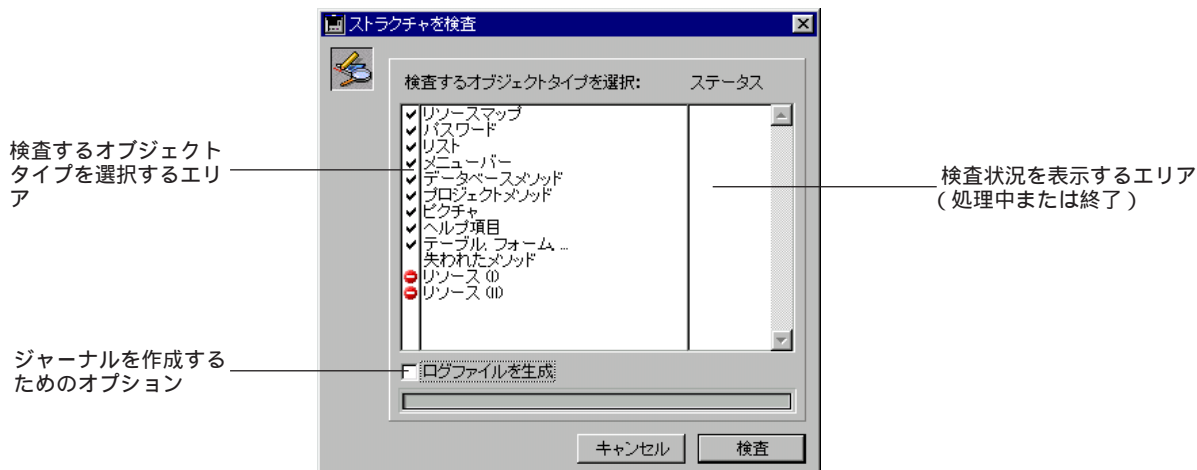 ストラクチャを検査
検査するオブジェクトタイプを選択:
ステータス
リソースマップ
パスワード
リスト
メニューバー
データベースメソッド
プロジェクトメソッド
ピクチャ
ヘルプ項目
テーブル, フォーム, ...
失われたメソッド
リソース (I)
リソース (II)
ログファイルを生成
キャンセル
検査
検査するオブジェクト
タイプを選択するエリ
ア
ジャーナルを作成する
ためのオプション
検査状況を表示するエリア
(処理中または終了)